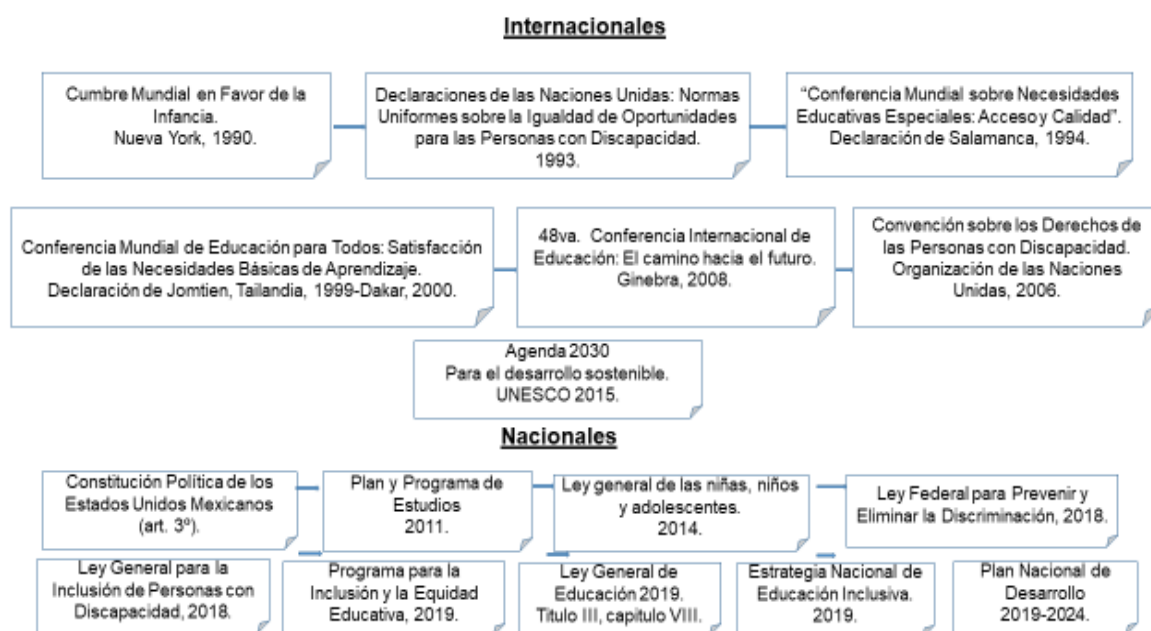 Internacionales
Cumbre Mundial en Favor de la
Infancia.
Nueva York, 1990.
Declaraciones de las Naciones Unidas: Normas
Uniformes sobre la Igualdad de Oportunidades
para las Personas con Discapacidad.
1993.
“Conferencia Mundial sobre Necesidades
Educativas Especiales: Acceso y Calidad”.
Declaración de Salamanca, 1994.
Conferencia Mundial de Educación para Todos: Satisfacción
de las Necesidades Básicas de Aprendizaje.
Declaración de Jomtien, Tailandia, 1999-Dakar, 2000.
48va. Conferencia Internacional de
Educación: El camino hacia el futuro.
Ginebra, 2008.
Convención sobre los Derechos de
las Personas con Discapacidad.
Organización de las Naciones
Unidas, 2006.
Agenda 2030
Para el desarrollo sostenible.
UNESCO 2015.
Nacionales
Constitución Política de los
Estados Unidos Mexicanos
(art. 3º).
Plan y Programa de
Estudios
2011.
Ley general de las niñas, niños
y adolescentes.
2014.
Ley Federal para Prevenir y
Eliminar la Discriminación, 2018.
Ley General para la
Inclusión de Personas con
Discapacidad, 2018.
Programa para la
Inclusión y la Equidad
Educativa, 2019.
Ley General de
Educación 2019.
Titulo III, capitulo VIII.
Estrategia Nacional de
Educación Inclusiva.
2019.
Plan Nacional de
Desarrollo
2019-2024.